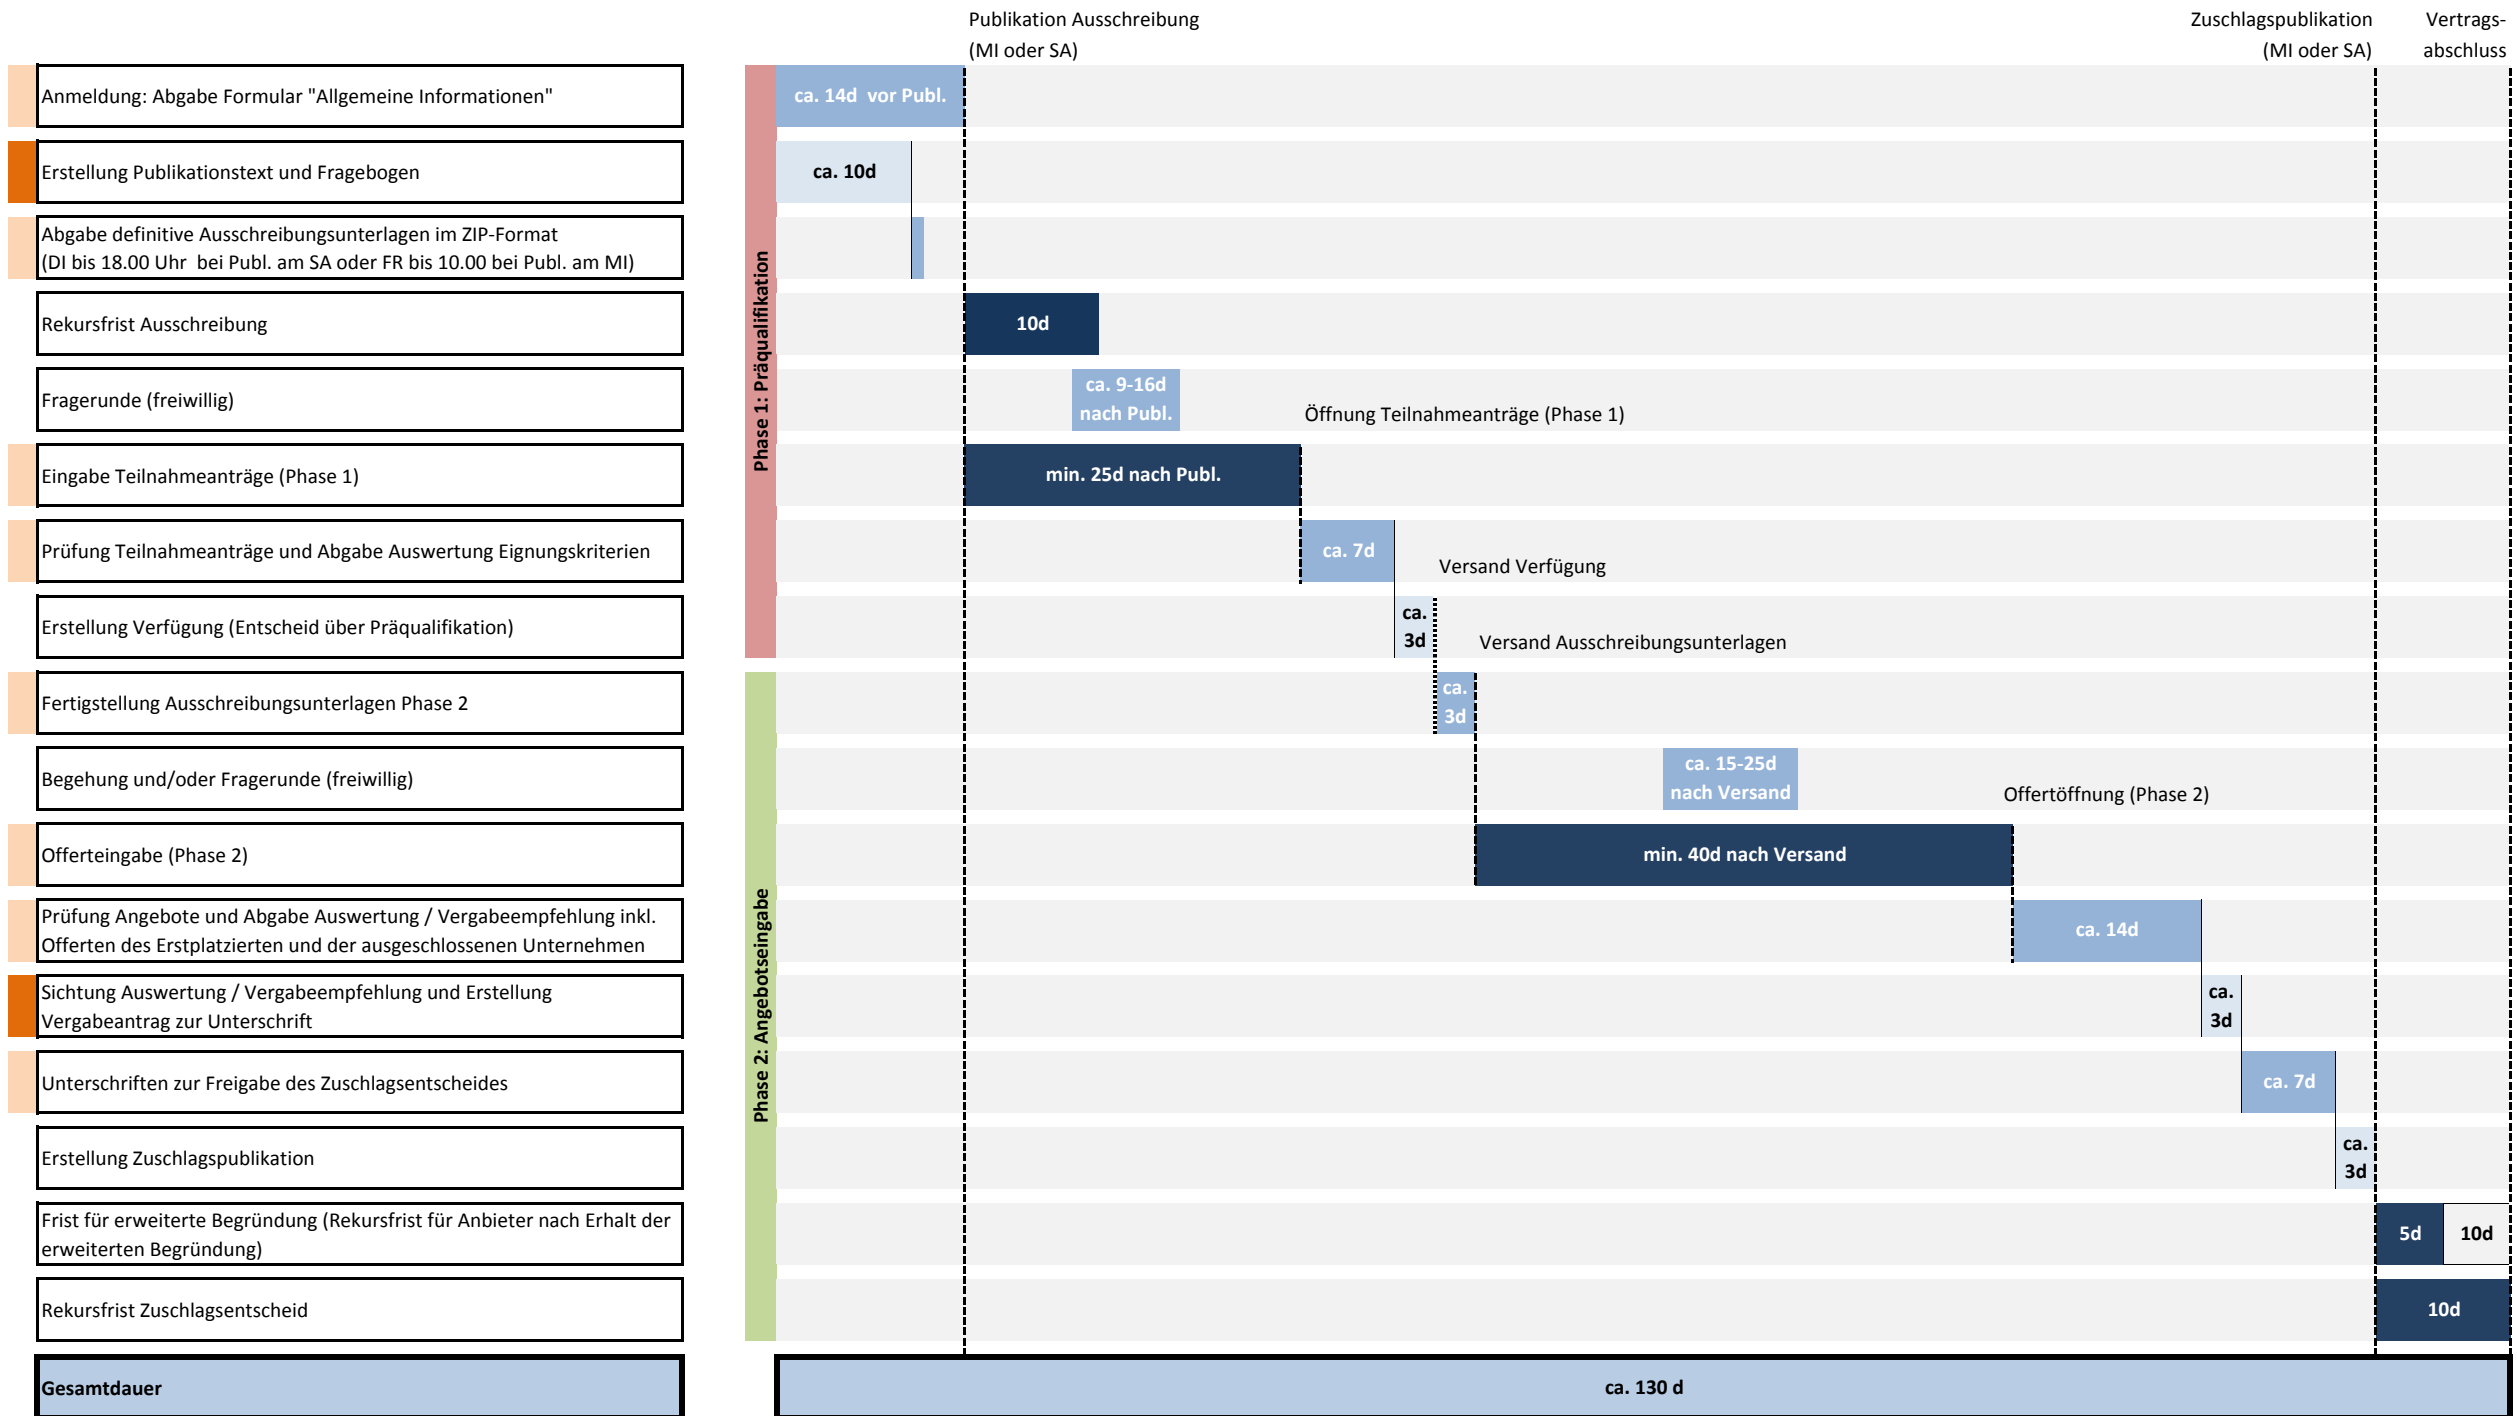 Publikation Ausschreibung
(MI oder SA)
Zuschlagspublikation
(MI oder SA)
Vertrags-
abschluss
Anmeldung: Abgabe Formular "Allgemeine Informationen"
ca. 14d vor Publ.
Erstellung Publikationstext und Fragebogen
ca. 10d
Abgabe definitive Ausschreibungsunterlagen im ZIP-Format
(DI bis 18.00 Uhr bei Publ. am SA oder FR bis 10.00 bei Publ. am MI)
Phase 1: Präqualifikation
Rekursfrist Ausschreibung
10d
Fragerunde (freiwillig)
ca. 9-16d
nach Publ.
Öffnung Teilnahmeanträge (Phase 1)
Eingabe Teilnahmeanträge (Phase 1)
min. 25d nach Publ.
Prüfung Teilnahmeanträge und Abgabe Auswertung Eignungskriterien
ca. 7d
Versand Verfügung
Erstellung Verfügung (Entscheid über Präqualifikation)
ca.
3d
Versand Ausschreibungsunterlagen
Fertigstellung Ausschreibungsunterlagen Phase 2
ca.
3d
Begehung und/oder Fragerunde (freiwillig)
ca. 15-25d
nach Versand
Offertöffnung (Phase 2)
Offerteingabe (Phase 2)
min. 40d nach Versand
Phase 2: Angebotseingabe
Prüfung Angebote und Abgabe Auswertung / Vergabeempfehlung inkl.
Offerten des Erstplatzierten und der ausgeschlossenen Unternehmen
ca. 14d
Sichtung Auswertung / Vergabeempfehlung und Erstellung
Vergabeantrag zur Unterschrift
ca.
3d
Unterschriften zur Freigabe des Zuschlagsentscheides
ca. 7d
Erstellung Zuschlagspublikation
ca.
3d
Frist für erweiterte Begründung (Rekursfrist für Anbieter nach Erhalt der
erweiterten Begründung)
5d
10d
Rekursfrist Zuschlagsentscheid
10d
Gesamtdauer
ca. 130 d